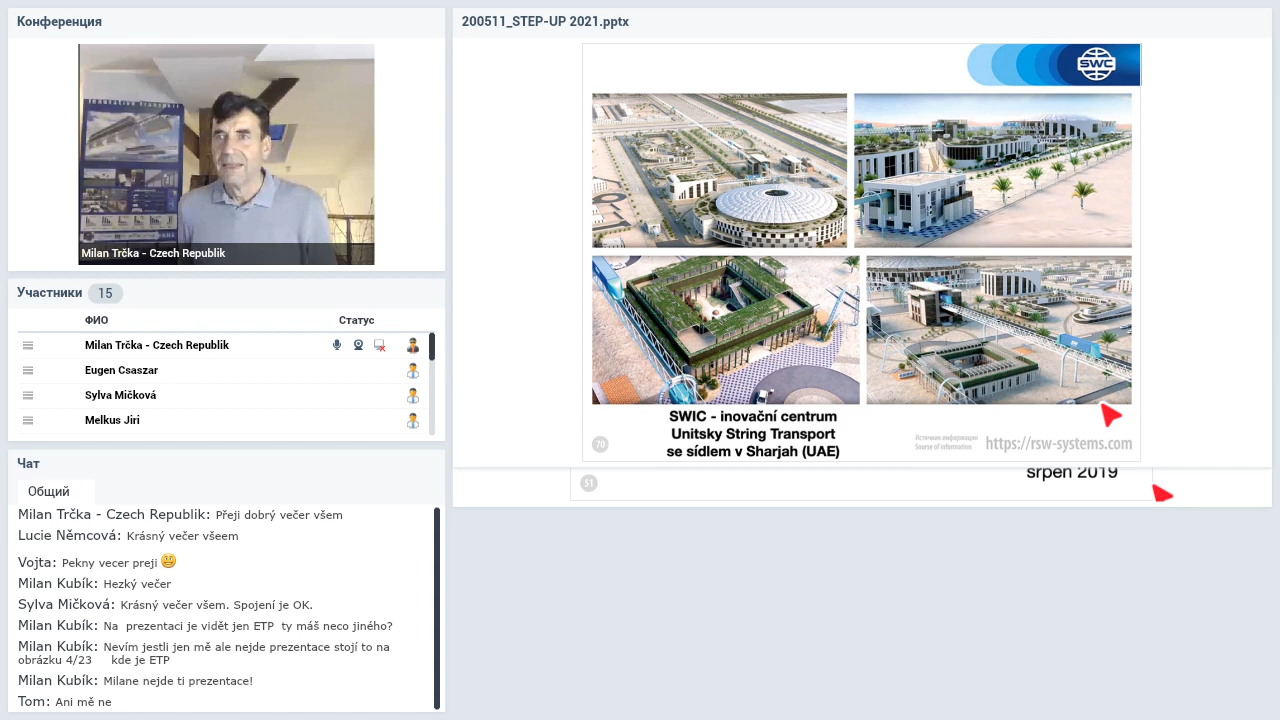 Конференция
innovative transport
Milan Trčka - Czech Republik
Участники 15
ФИО Статус
Milan Trčka - Czech Republik
Eugen Csaszar
Sylva Mičková
Melkus Jiri
Чат
Общий
Milan Trčka - Czech Republik: Přeji dobrý večer všem
Lucie Němcová: Krásný večer všeem
Vojta: Pekny vecer preji
Milan Kubík: Hezký večer
Sylva Mičková: Krásný večer všem. Spojení je OK.
Milan Kubík: Na prezentaci je vidět jen ETP ty máš neco jiného?
Milan Kubík: Nevím jestli jen mě ale nejde prezentace stojí to na
obrázku 4/23 kde je ETP
Milan Kubík: Milane nejde ti prezentace!
Tom: Ani mě ne
200511_STEP-UP 2021.pptx
SWC
SWIC - inovační centrum
Unitsky String Transport
se sídlem v Sharjah (UAE)
70
Источник информации
Sourse of information
https://rsw-systems.com
51
srpen 2019